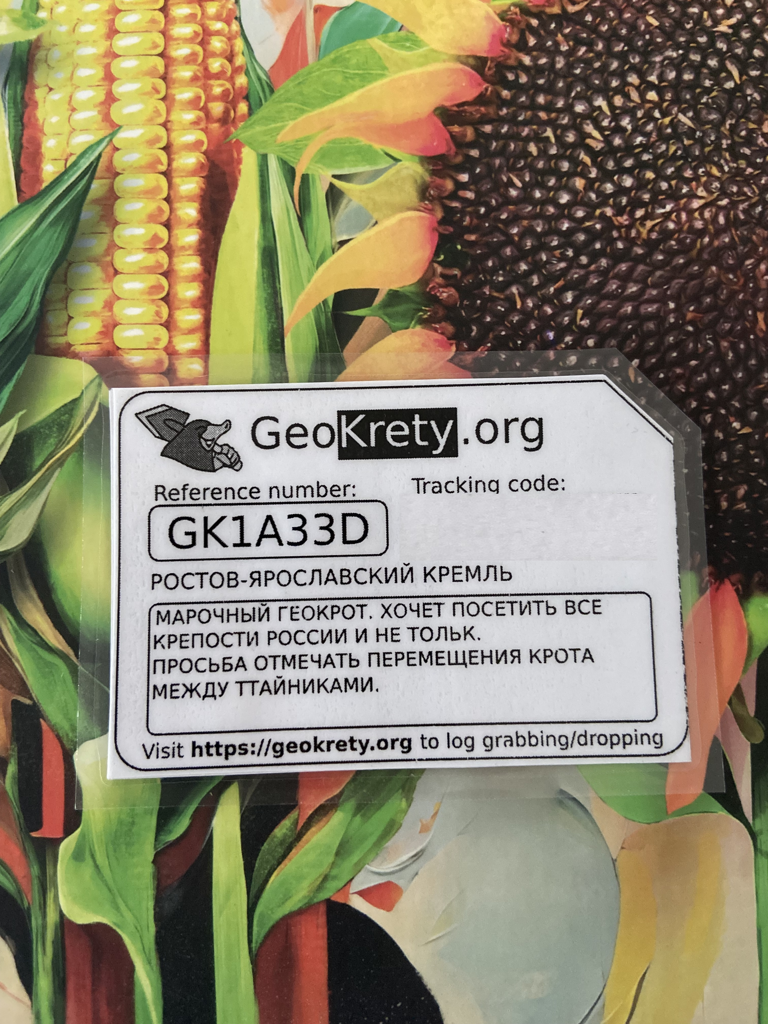 GeoKrety.org
Reference number:
Tracking code:
GK1A33D
РОСТОВ-ЯРОСЛАВСКИЙ КРЕМЛЬ
МАРОЧНЫЙ ГЕОКРОТ. ХОЧЕТ ПОСЕТИТЬ ВСЕ
КРЕПОСТИ РОССИИ И НЕ ТОЛЬК.
ПРОСЬБА ОТМЕЧАТЬ ПЕРЕМЕЩЕНИЯ КРОТА
МЕЖДУ ТТАЙНИКАМИ.
Visit https://geokrety.org to log grabbing/dropping